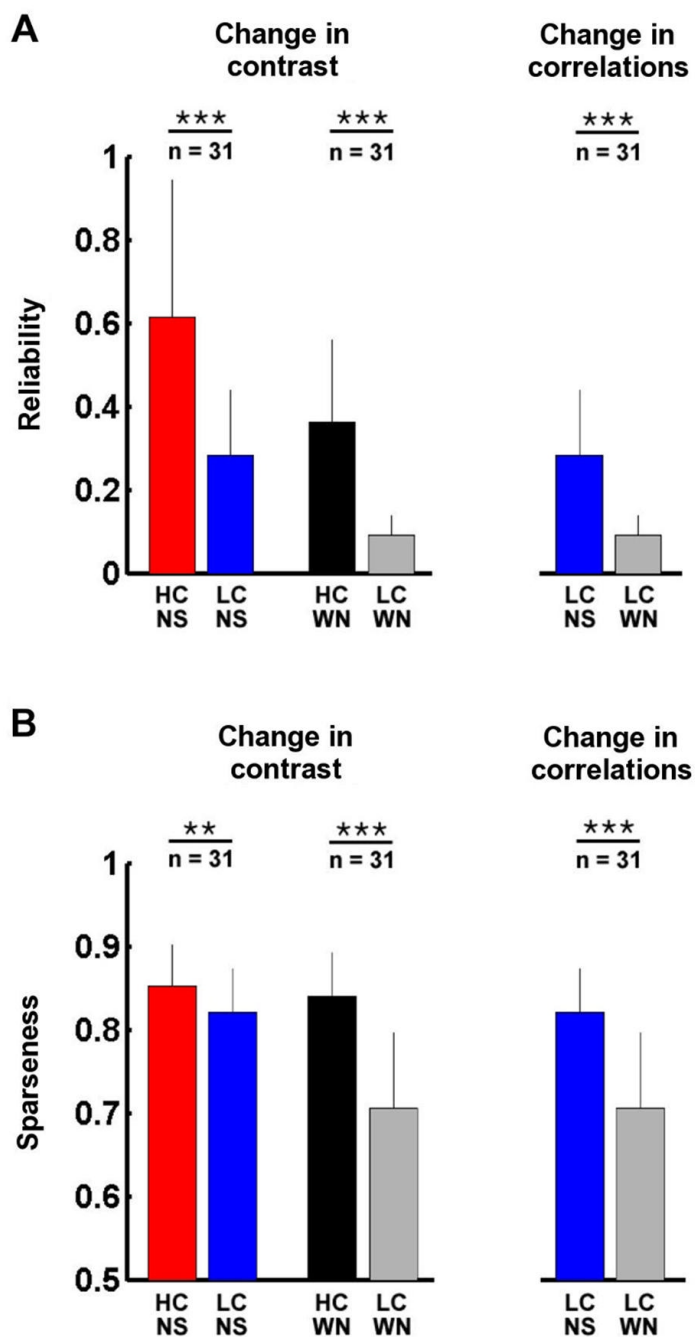 A
Change in contrast
Change in correlations
*** *** ***
n = 31 n = 31 n = 31
1
0.8
0.6
0.4
0.2
0
Reliability
HC LC HC LC LC LC
NS NS WN WN NS WN
B
Change in contrast
Change in correlations
** *** ***
n = 31 n = 31 n = 31
1
0.9
0.8
0.7
0.6
0.5
Sparseness
HC LC HC LC LC LC
NS NS WN WN NS WN